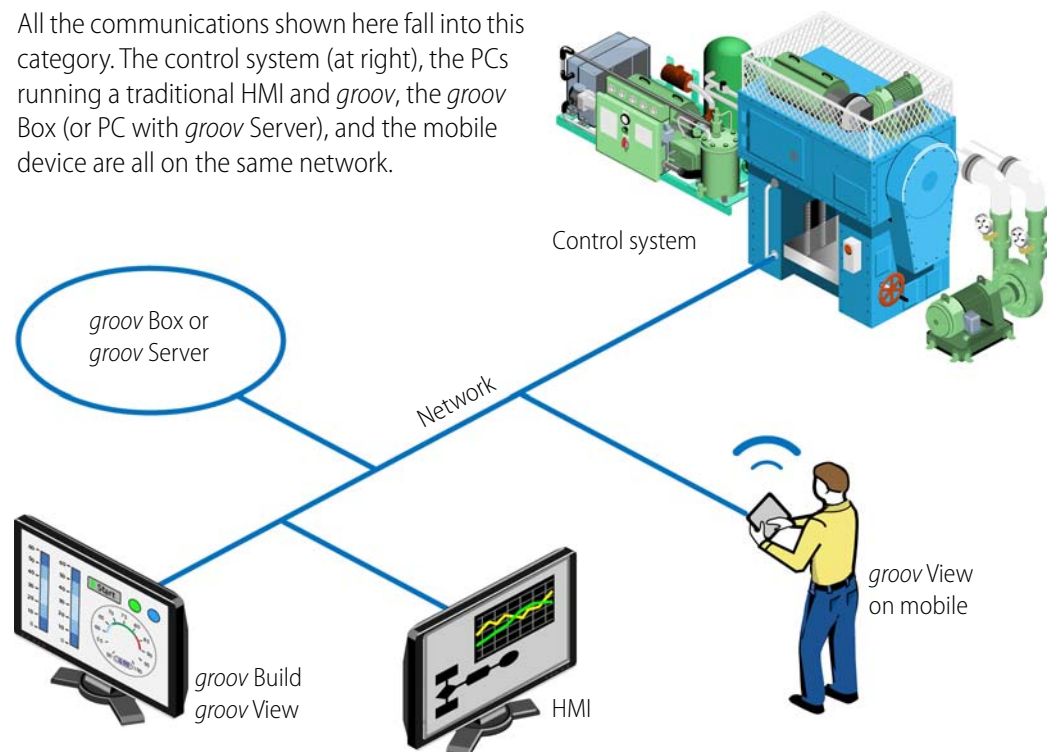 All the communications shown here fall into this
category. The control system (at right), the PCs
running a traditional HMI and groov, the groov
Box (or PC with groov Server), and the mobile
device are all on the same network.
Control system
groov Box or
groov Server
Network
groov View
on mobile
Start
groov Build
groov View
HMI